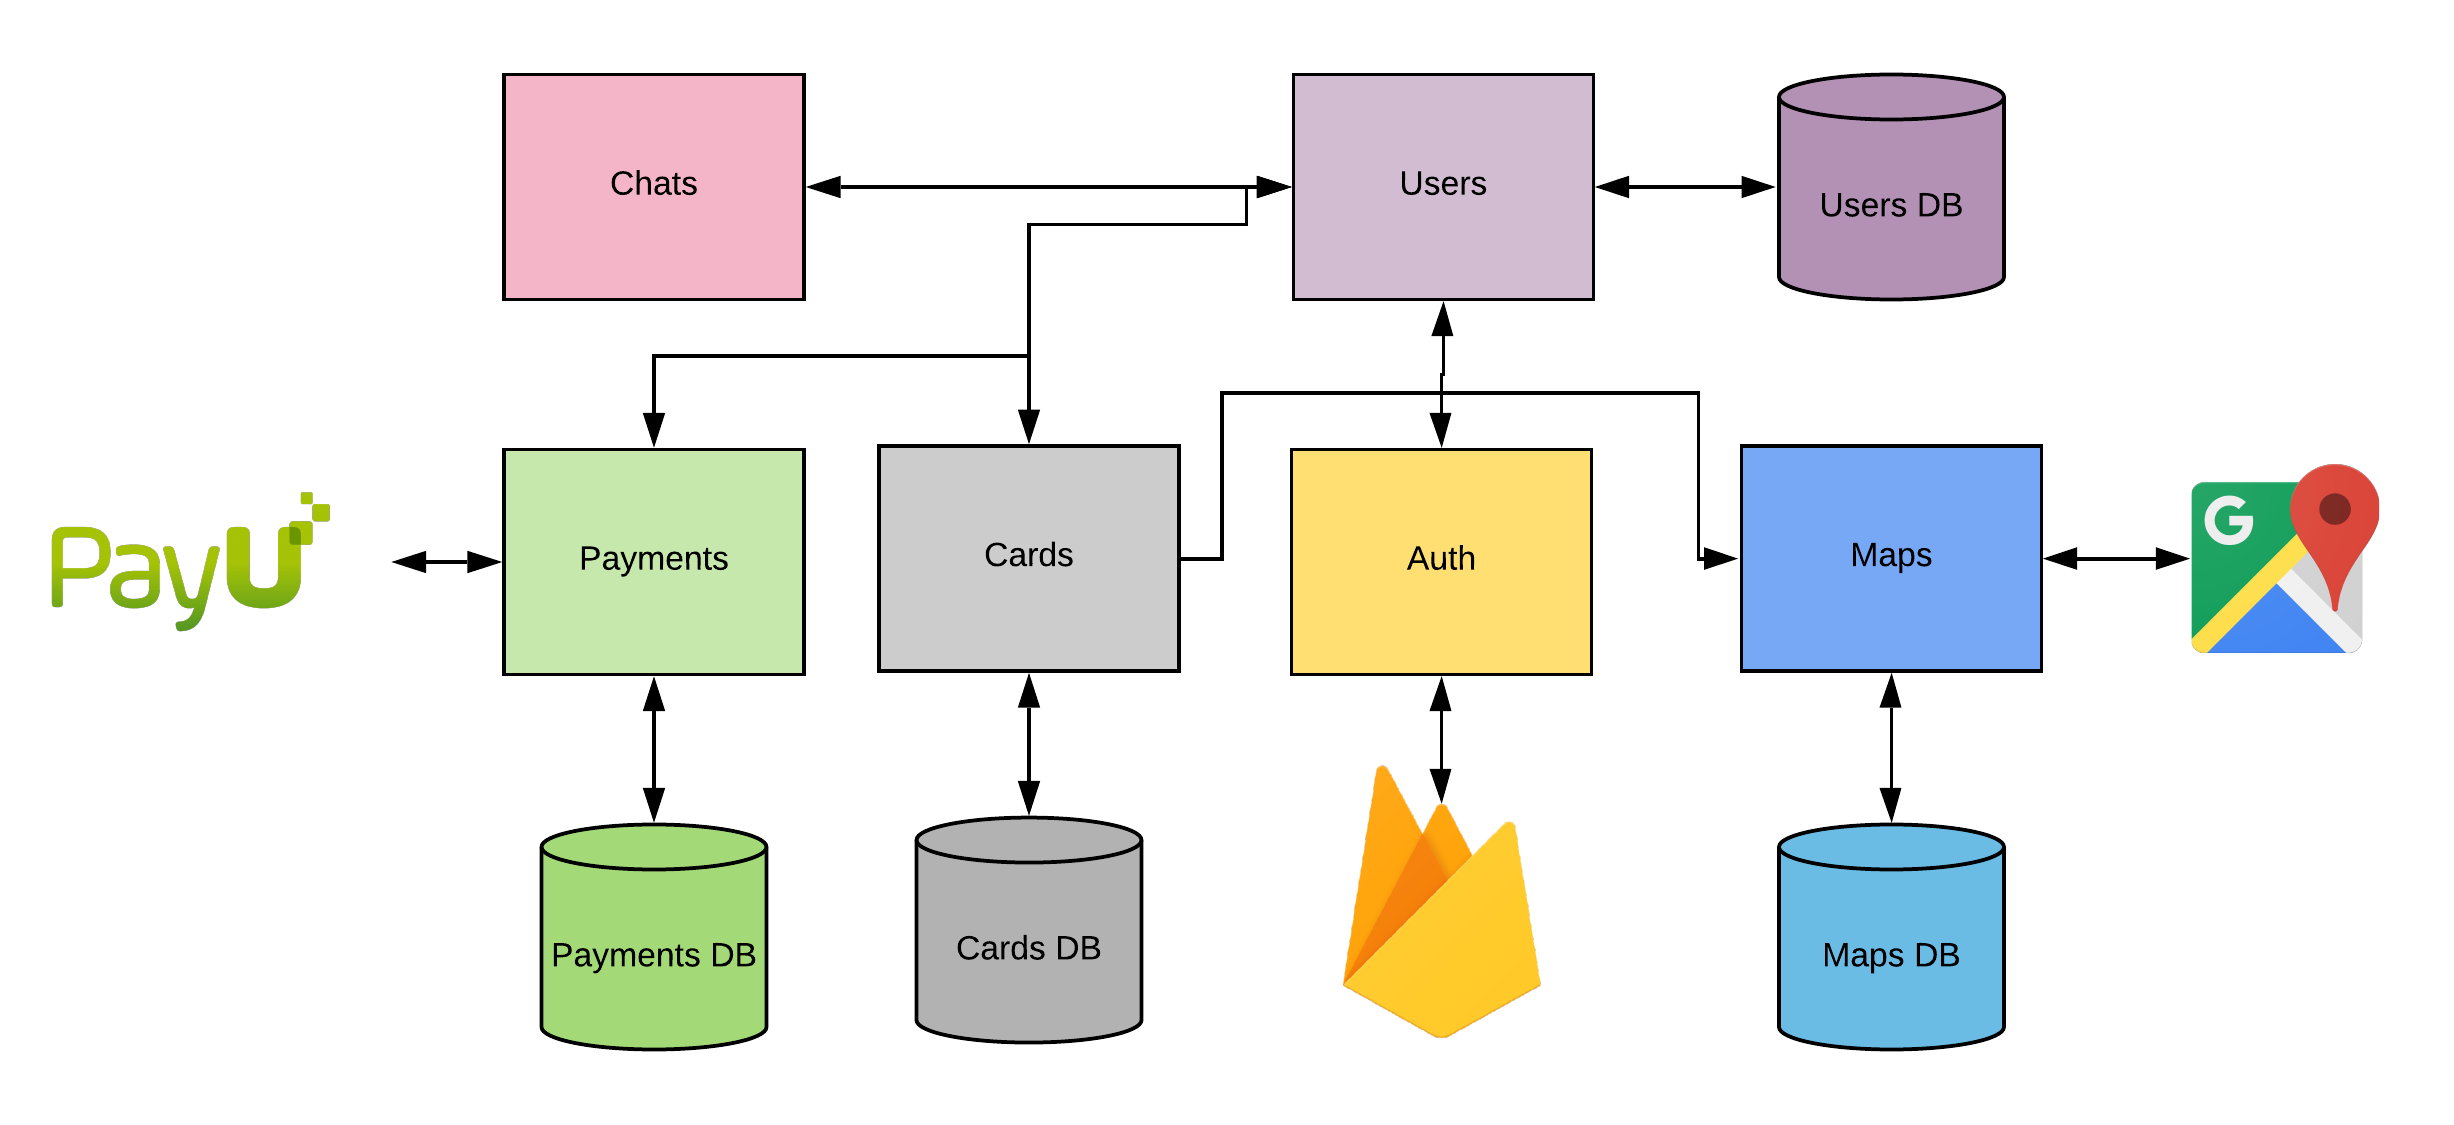 Chats
Users
Users DB
PayU
Payments
Cards
Auth
Maps
G
Payments DB
Cards DB
Maps DB